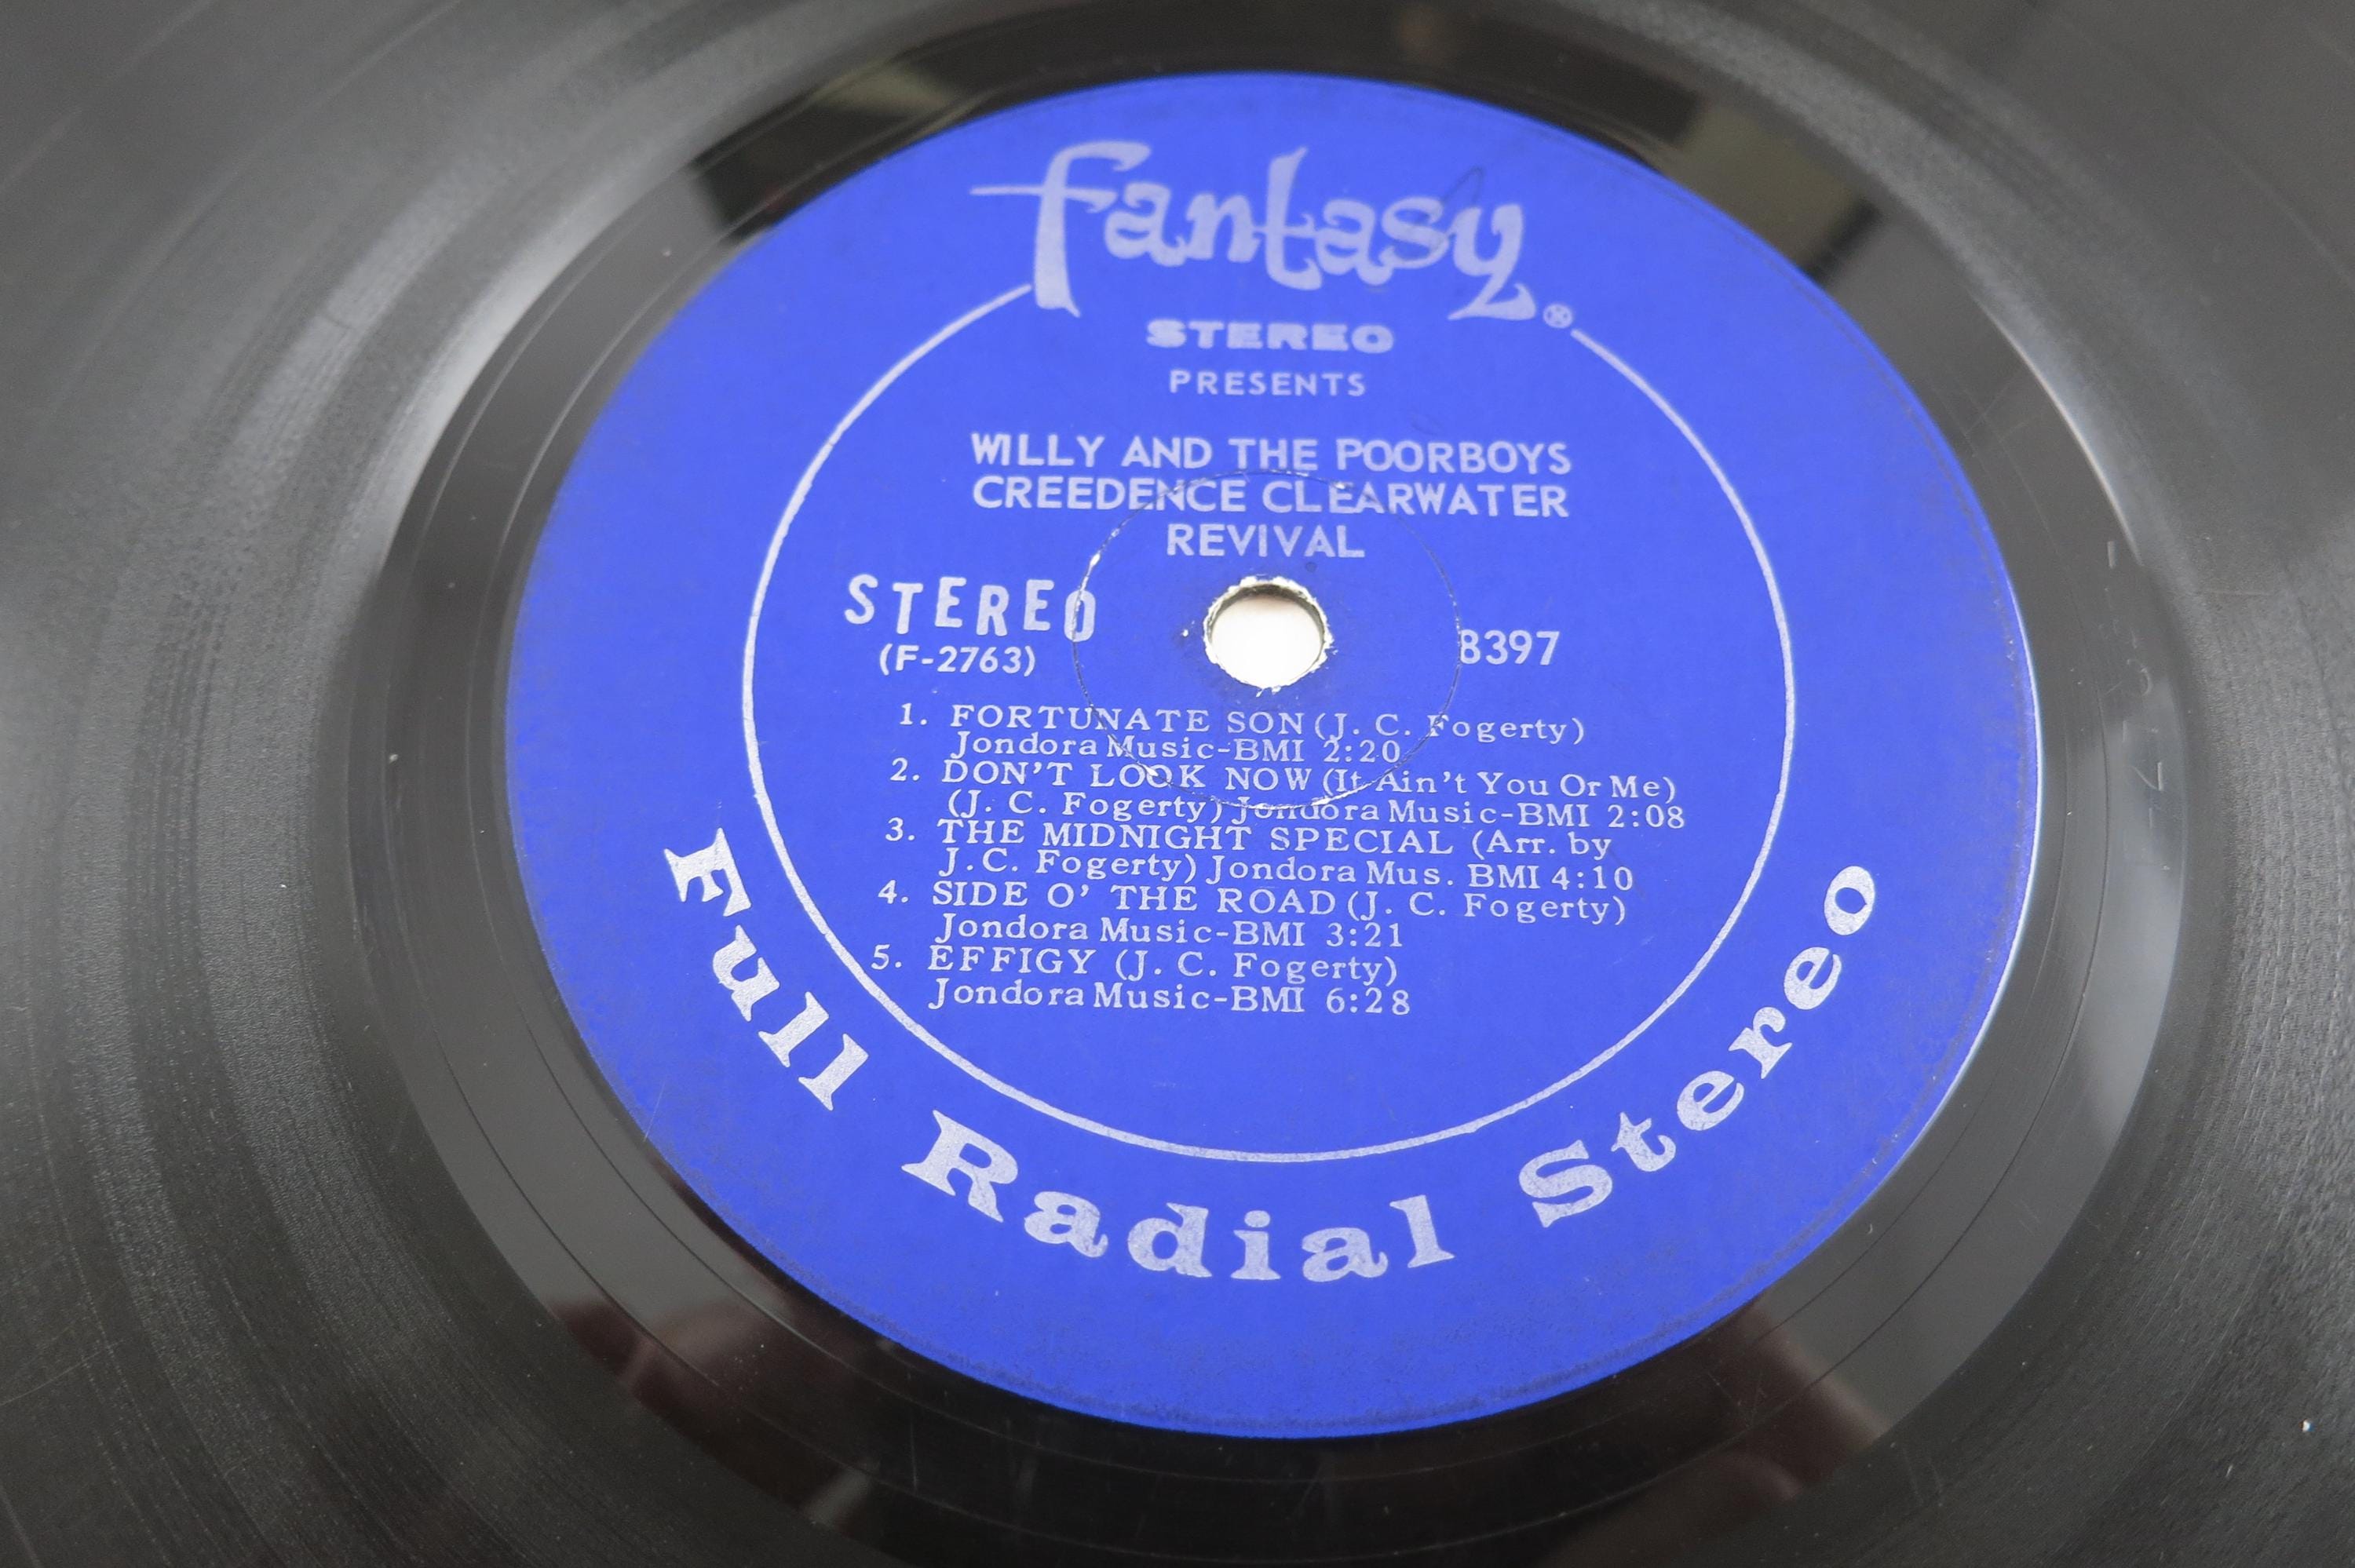 fantasy®
STEREO
PRESENTS
WILLY AND THE POORBOYS
CREEDENCE CLEARWATER
REVIVAL
STEREO 8397
(F-2763)
1. FORTUNATE SON (J. C. Fogerty)
Jondora Music-BMI 2:20
2. DON'T LOOK NOW (It Ain't You Or Me)
(J. C. Fogerty) Jondora Music-BMI 2:08
3. THE MIDNIGHT SPECIAL (Arr. by
J.C. Fogerty) Jondora Mus. BMI 4:10
4. SIDE O' THE ROAD (J. C. Fogerty)
Jondora Music-BMI 3:21
5. EFFIGY (J. C. Fogerty)
Jondora Music-BMI 6:28
Full Radial Stereo